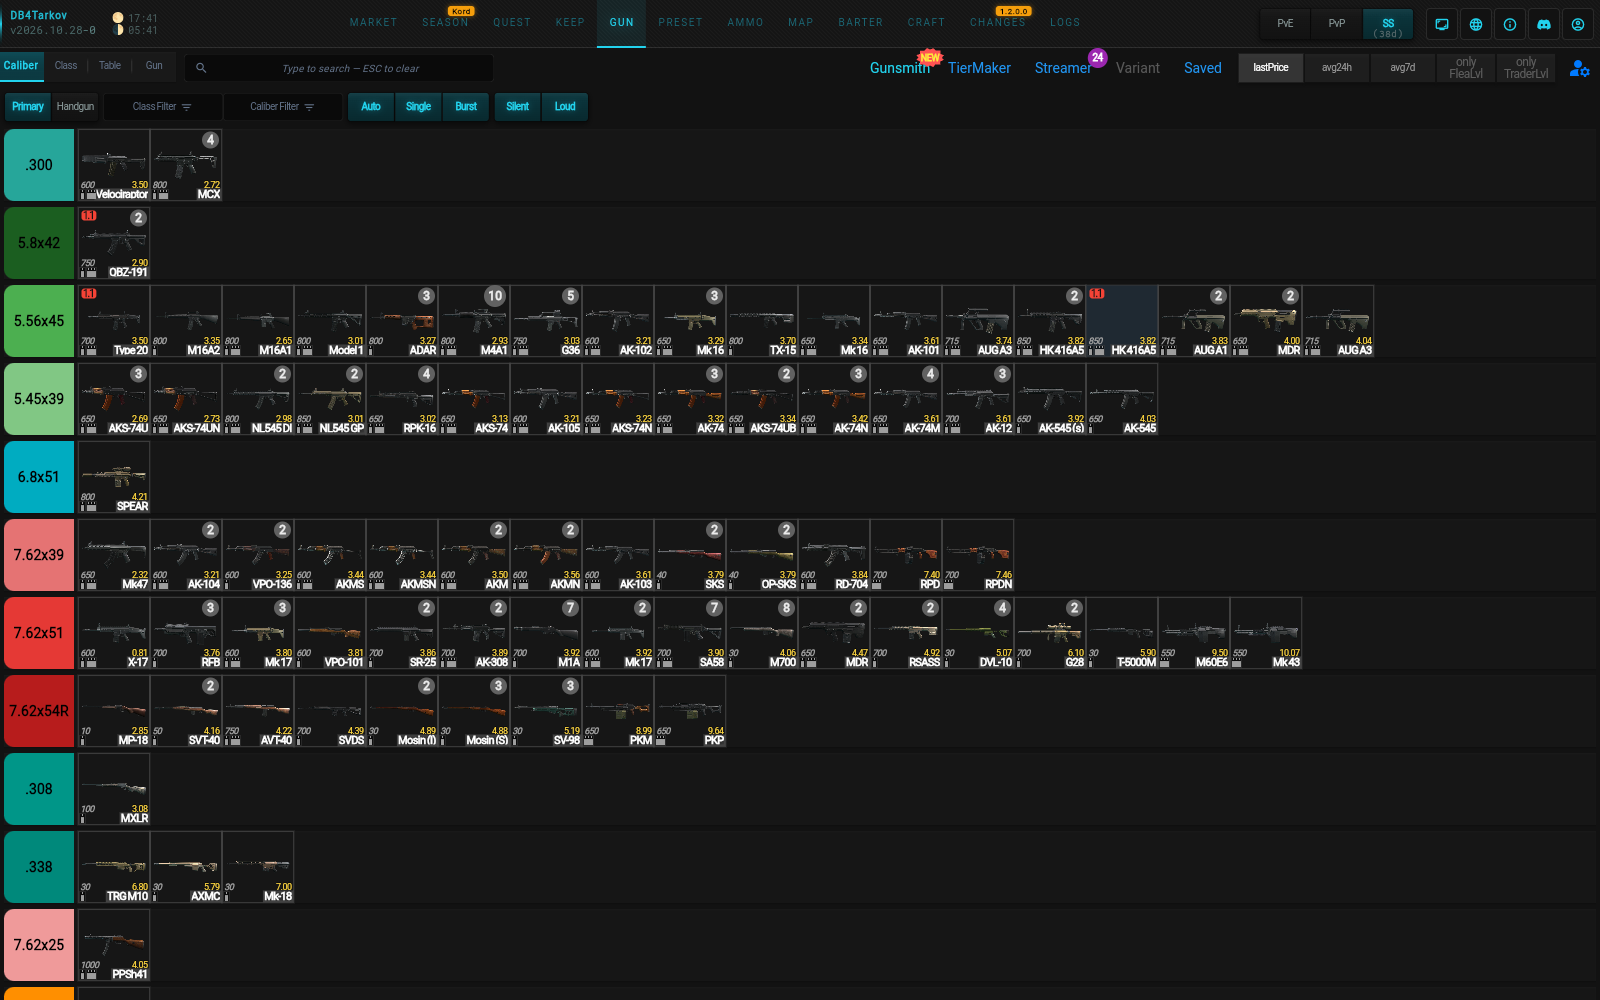 DB4Tarkov
v2026.10.28-0
17:41
05:41
MARKET
SEASON
Kord
QUEST
KEEP
GUN
PRESET
AMMO
MAP
BARTER
CRAFT
CHANGES
1.2.0.0
LOGS
PvE
PvP
SS
(38d)
Caliber
Class
Table
Gun
Type to search — ESC to clear
Gunsmith
NEW
TierMaker
Streamer
24
Variant
Saved
lastPrice
avg24h
avg7d
only FleaLvl
only TraderLvl
Primary
Handgun
Class Filter
Caliber Filter
Auto
Single
Burst
Silent
Loud
.300
600 3.50 Velociraptor
4 800 2.72 MCX
5.8x42
1.1 2 750 2.90 QBZ-191
5.56x45
1.1 700 3.50 Type 20
800 3.35 M16A2
800 2.65 M16A1
800 3.01 Model 1
3 800 3.27 ADAR
10 800 2.93 M4A1
5 750 3.03 G36
600 3.21 AK-102
3 650 3.29 Mk 16
800 3.70 TX-15
650 3.34 Mk 16
650 3.61 AK-101
715 3.74 AUG A3
2 850 3.82 HK 416A5
1.1 850 3.82 HK 416A5
2 715 3.83 AUG A1
2 650 4.00 MDR
715 4.04 AUG A3
5.45x39
3 650 2.69 AKS-74U
650 2.73 AKS-74UN
2 800 2.98 NL545 DI
2 850 3.01 NL545 GP
4 650 3.02 RPK-16
650 3.13 AKS-74
600 3.21 AK-105
650 3.23 AKS-74N
3 650 3.32 AK-74
2 650 3.34 AKS-74UB
3 650 3.42 AK-74N
4 650 3.61 AK-74M
3 700 3.61 AK-12
650 3.92 AK-545 (s)
650 4.03 AK-545
6.8x51
800 4.21 SPEAR
7.62x39
650 2.32 Mk47
2 600 3.21 AK-104
2 600 3.25 VPO-136
600 3.44 AKMS
600 3.44 AKMSN
2 600 3.50 AKM
2 600 3.56 AKMN
600 3.61 AK-103
2 40 3.79 SKS
2 40 3.79 OP-SKS
600 3.84 RD-704
700 7.40 RPD
700 7.46 RPDN
7.62x51
600 0.81 X-17
3 700 3.76 RFB
3 600 3.80 Mk 17
600 3.81 VPO-101
2 700 3.86 SR-25
2 700 3.89 AK-308
7 700 3.92 M1A
2 600 3.92 Mk 17
7 700 3.90 SA58
8 30 4.06 M700
2 650 4.47 MDR
2 700 4.92 RSASS
4 30 5.07 DVL-10
2 700 6.10 G28
30 5.90 T-5000M
550 9.50 M60E6
550 10.07 Mk 43
7.62x54R
10 2.85 MP-18
2 50 4.16 SVT-40
750 4.22 AVT-40
700 4.39 SVDS
2 30 4.89 Mosin (I)
3 30 4.88 Mosin (S)
3 30 5.19 SV-98
650 8.99 PKM
650 9.64 PKP
.308
100 3.08 MXLR
.338
30 6.80 TRG M10
30 5.79 AXMC
30 7.00 Mk-18
7.62x25
1000 4.05 PPSh41